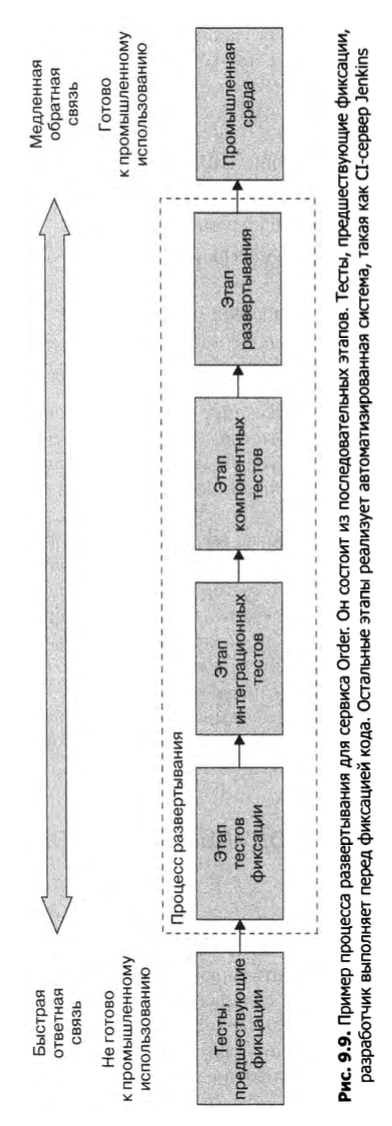 Быстрая
ответная
связь
Медленная
обратная
связь
Не готово
к промышленному
использованию
Готово
к промышленному
использованию
Процесс развертывания
Тесты,
предшествующие
фикцации
Этап
тестов
фиксации
Этап
интеграционных
тестов
Этап
компонентных
тестов
Этап
развертывания
Промышленная
среда
Рис. 9.9. Пример процесса развертывания для сервиса Order. Он состоит из последовательных этапов. Тесты, предшествующие фиксации,
разработчик выполняет перед фиксацией кода. Остальные этапы реализует автоматизированная система, такая как CI-сервер Jenkins